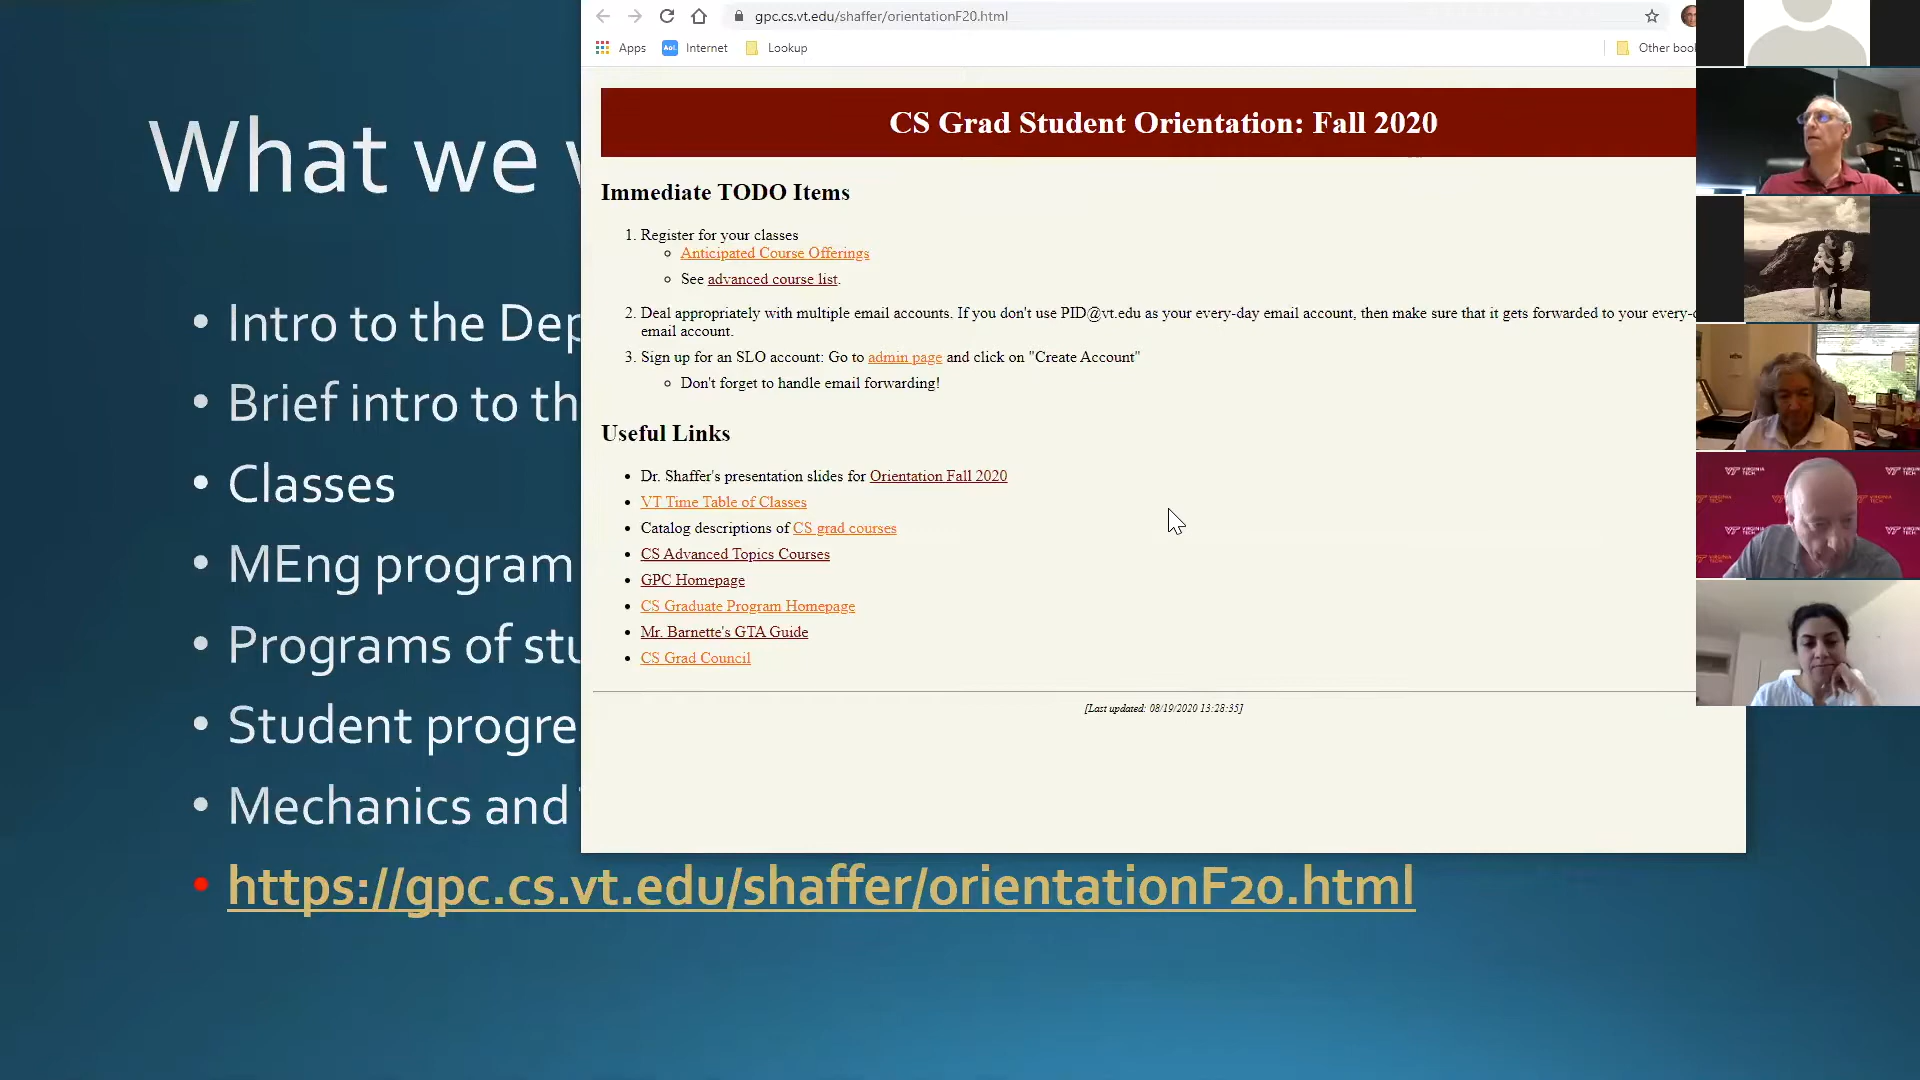 gpc.cs.vt.edu/shaffer/orientationF20.html
Apps
Aol.
Internet
Lookup
Other boo
CS Grad Student Orientation: Fall 2020
Immediate TODO Items
1. Register for your classes
Anticipated Course Offerings
See advanced course list.
2. Deal appropriately with multiple email accounts. If you don't use PID@vt.edu as your every-day email account, then make sure that it gets forwarded to your every-
email account.
3. Sign up for an SLO account: Go to admin page and click on "Create Account"
Don't forget to handle email forwarding!
Useful Links
• Dr. Shaffer's presentation slides for Orientation Fall 2020
• VT Time Table of Classes
• Catalog descriptions of CS grad courses
• CS Advanced Topics Courses
• GPC Homepage
• CS Graduate Program Homepage
• Mr. Barnette's GTA Guide
• CS Grad Council
[Last updated: 08/19/2020 13:28:35]
What we
• Intro to the Dep
• Brief intro to th
• Classes
• MEng program
• Programs of stu
• Student progre
• Mechanics and
• https://gpc.cs.vt.edu/shaffer/orientationF20.html
VIRGINIA TECH
VIRGINIA TECH